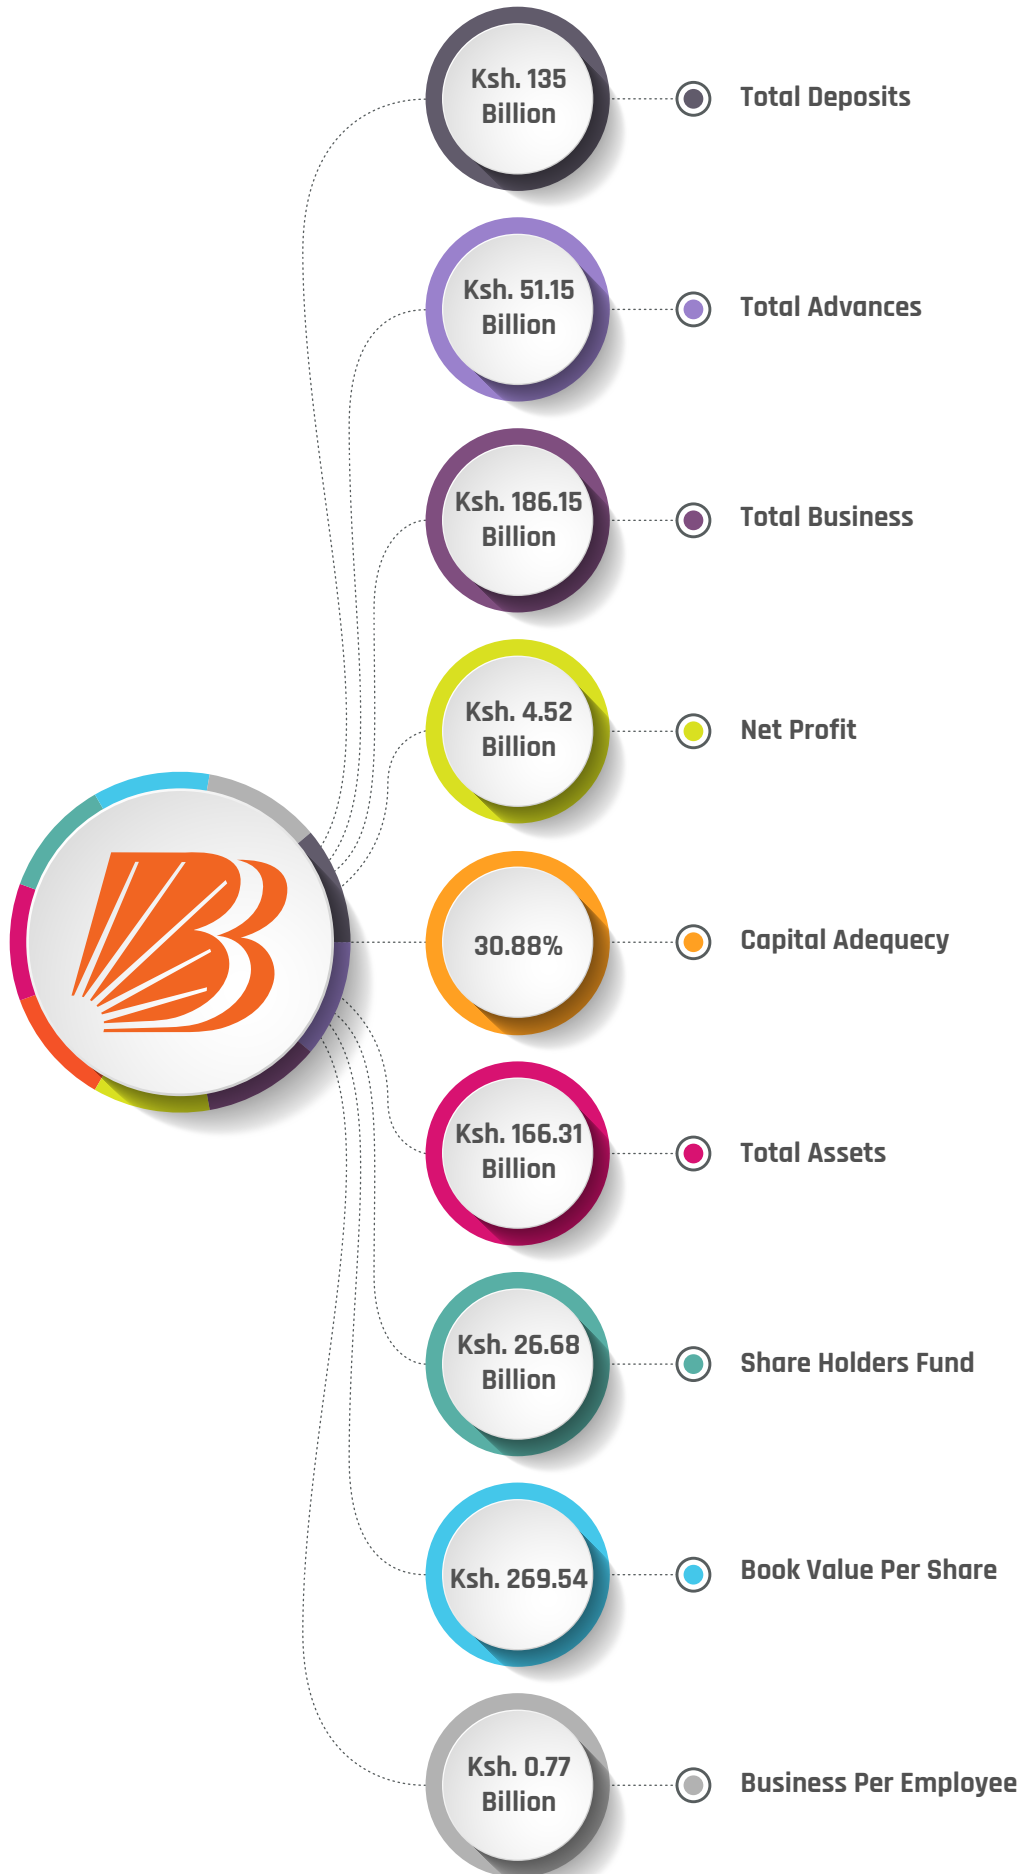 Ksh. 135
Billion
Total Deposits
Ksh. 51.15
Billion
Total Advances
Ksh. 186.15
Billion
Total Business
Ksh. 4.52
Billion
Net Profit
30.88%
Capital Adequecy
Ksh. 166.31
Billion
Total Assets
Ksh. 26.68
Billion
Share Holders Fund
Ksh. 269.54
Book Value Per Share
Ksh. 0.77
Billion
Business Per Employee